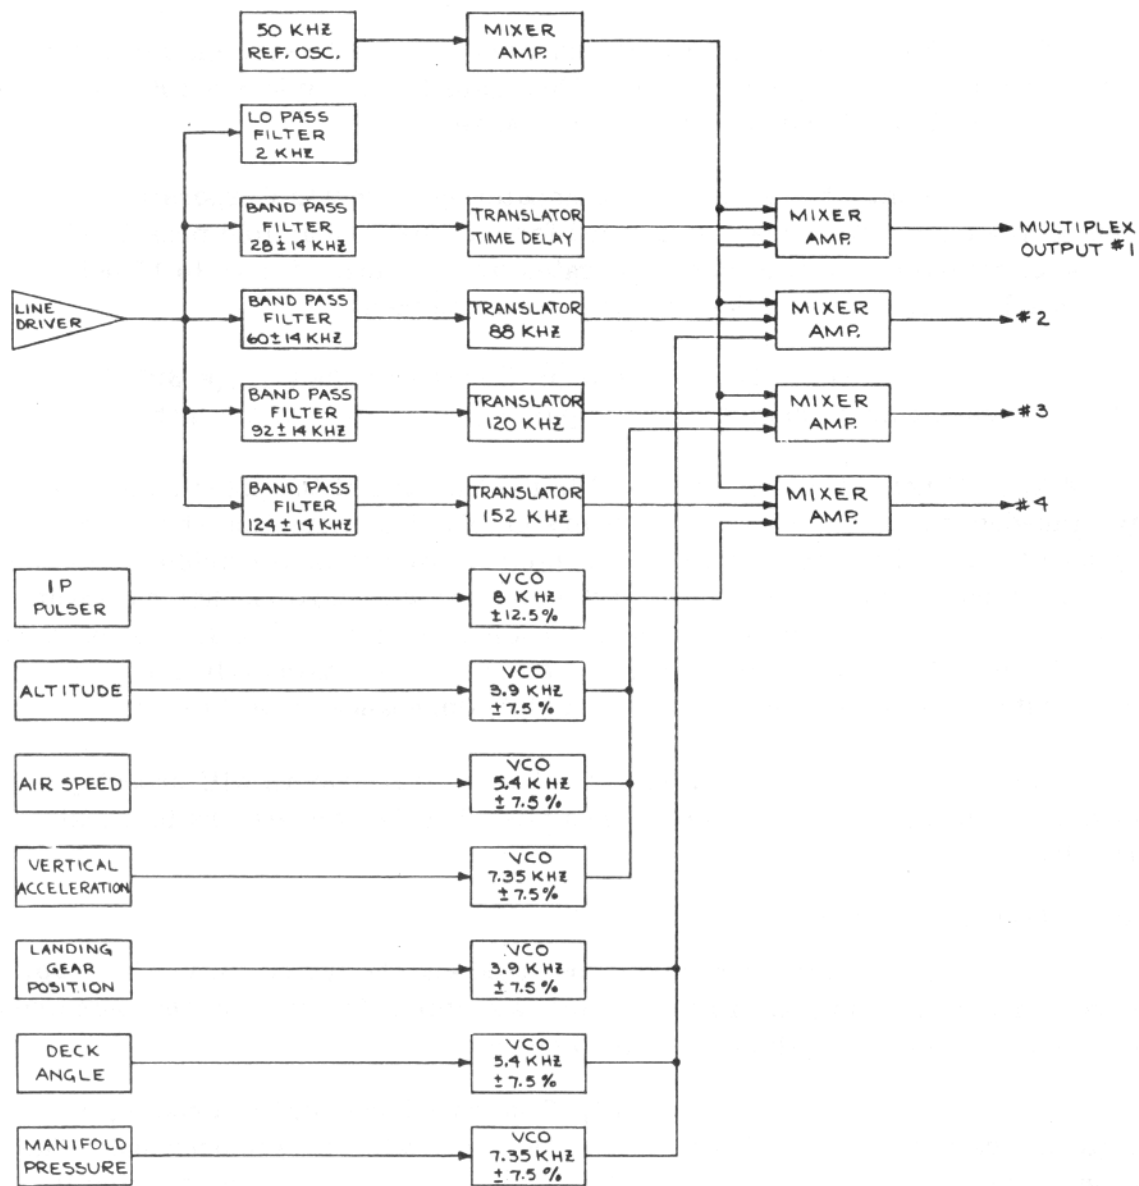 50 KHZ
REF. OSC.
MIXER
AMP.
LO PASS
FILTER
2 KHZ
BAND PASS
FILTER
28 ± 14 KHZ
TRANSLATOR
TIME DELAY
MIXER
AMP.
MULTIPLEX
OUTPUT #1
LINE
DRIVER
BAND PASS
FILTER
60 ± 14 KHZ
TRANSLATOR
88 KHZ
MIXER
AMP.
#2
BAND PASS
FILTER
92 ± 14 KHZ
TRANSLATOR
120 KHZ
MIXER
AMP.
#3
BAND PASS
FILTER
124 ± 14 KHZ
TRANSLATOR
152 KHZ
MIXER
AMP.
#4
IP
PULSER
VCO
8 KHZ
±12.5%
ALTITUDE
VCO
3.9 KHZ
±7.5%
AIR SPEED
VCO
5.4 KHZ
±7.5%
VERTICAL
ACCELERATION
VCO
7.35 KHZ
±7.5%
LANDING
GEAR
POSITION
VCO
3.9 KHZ
±7.5%
DECK
ANGLE
VCO
5.4 KHZ
±7.5%
MANIFOLD
PRESSURE
VCO
7.35 KHZ
±7.5%